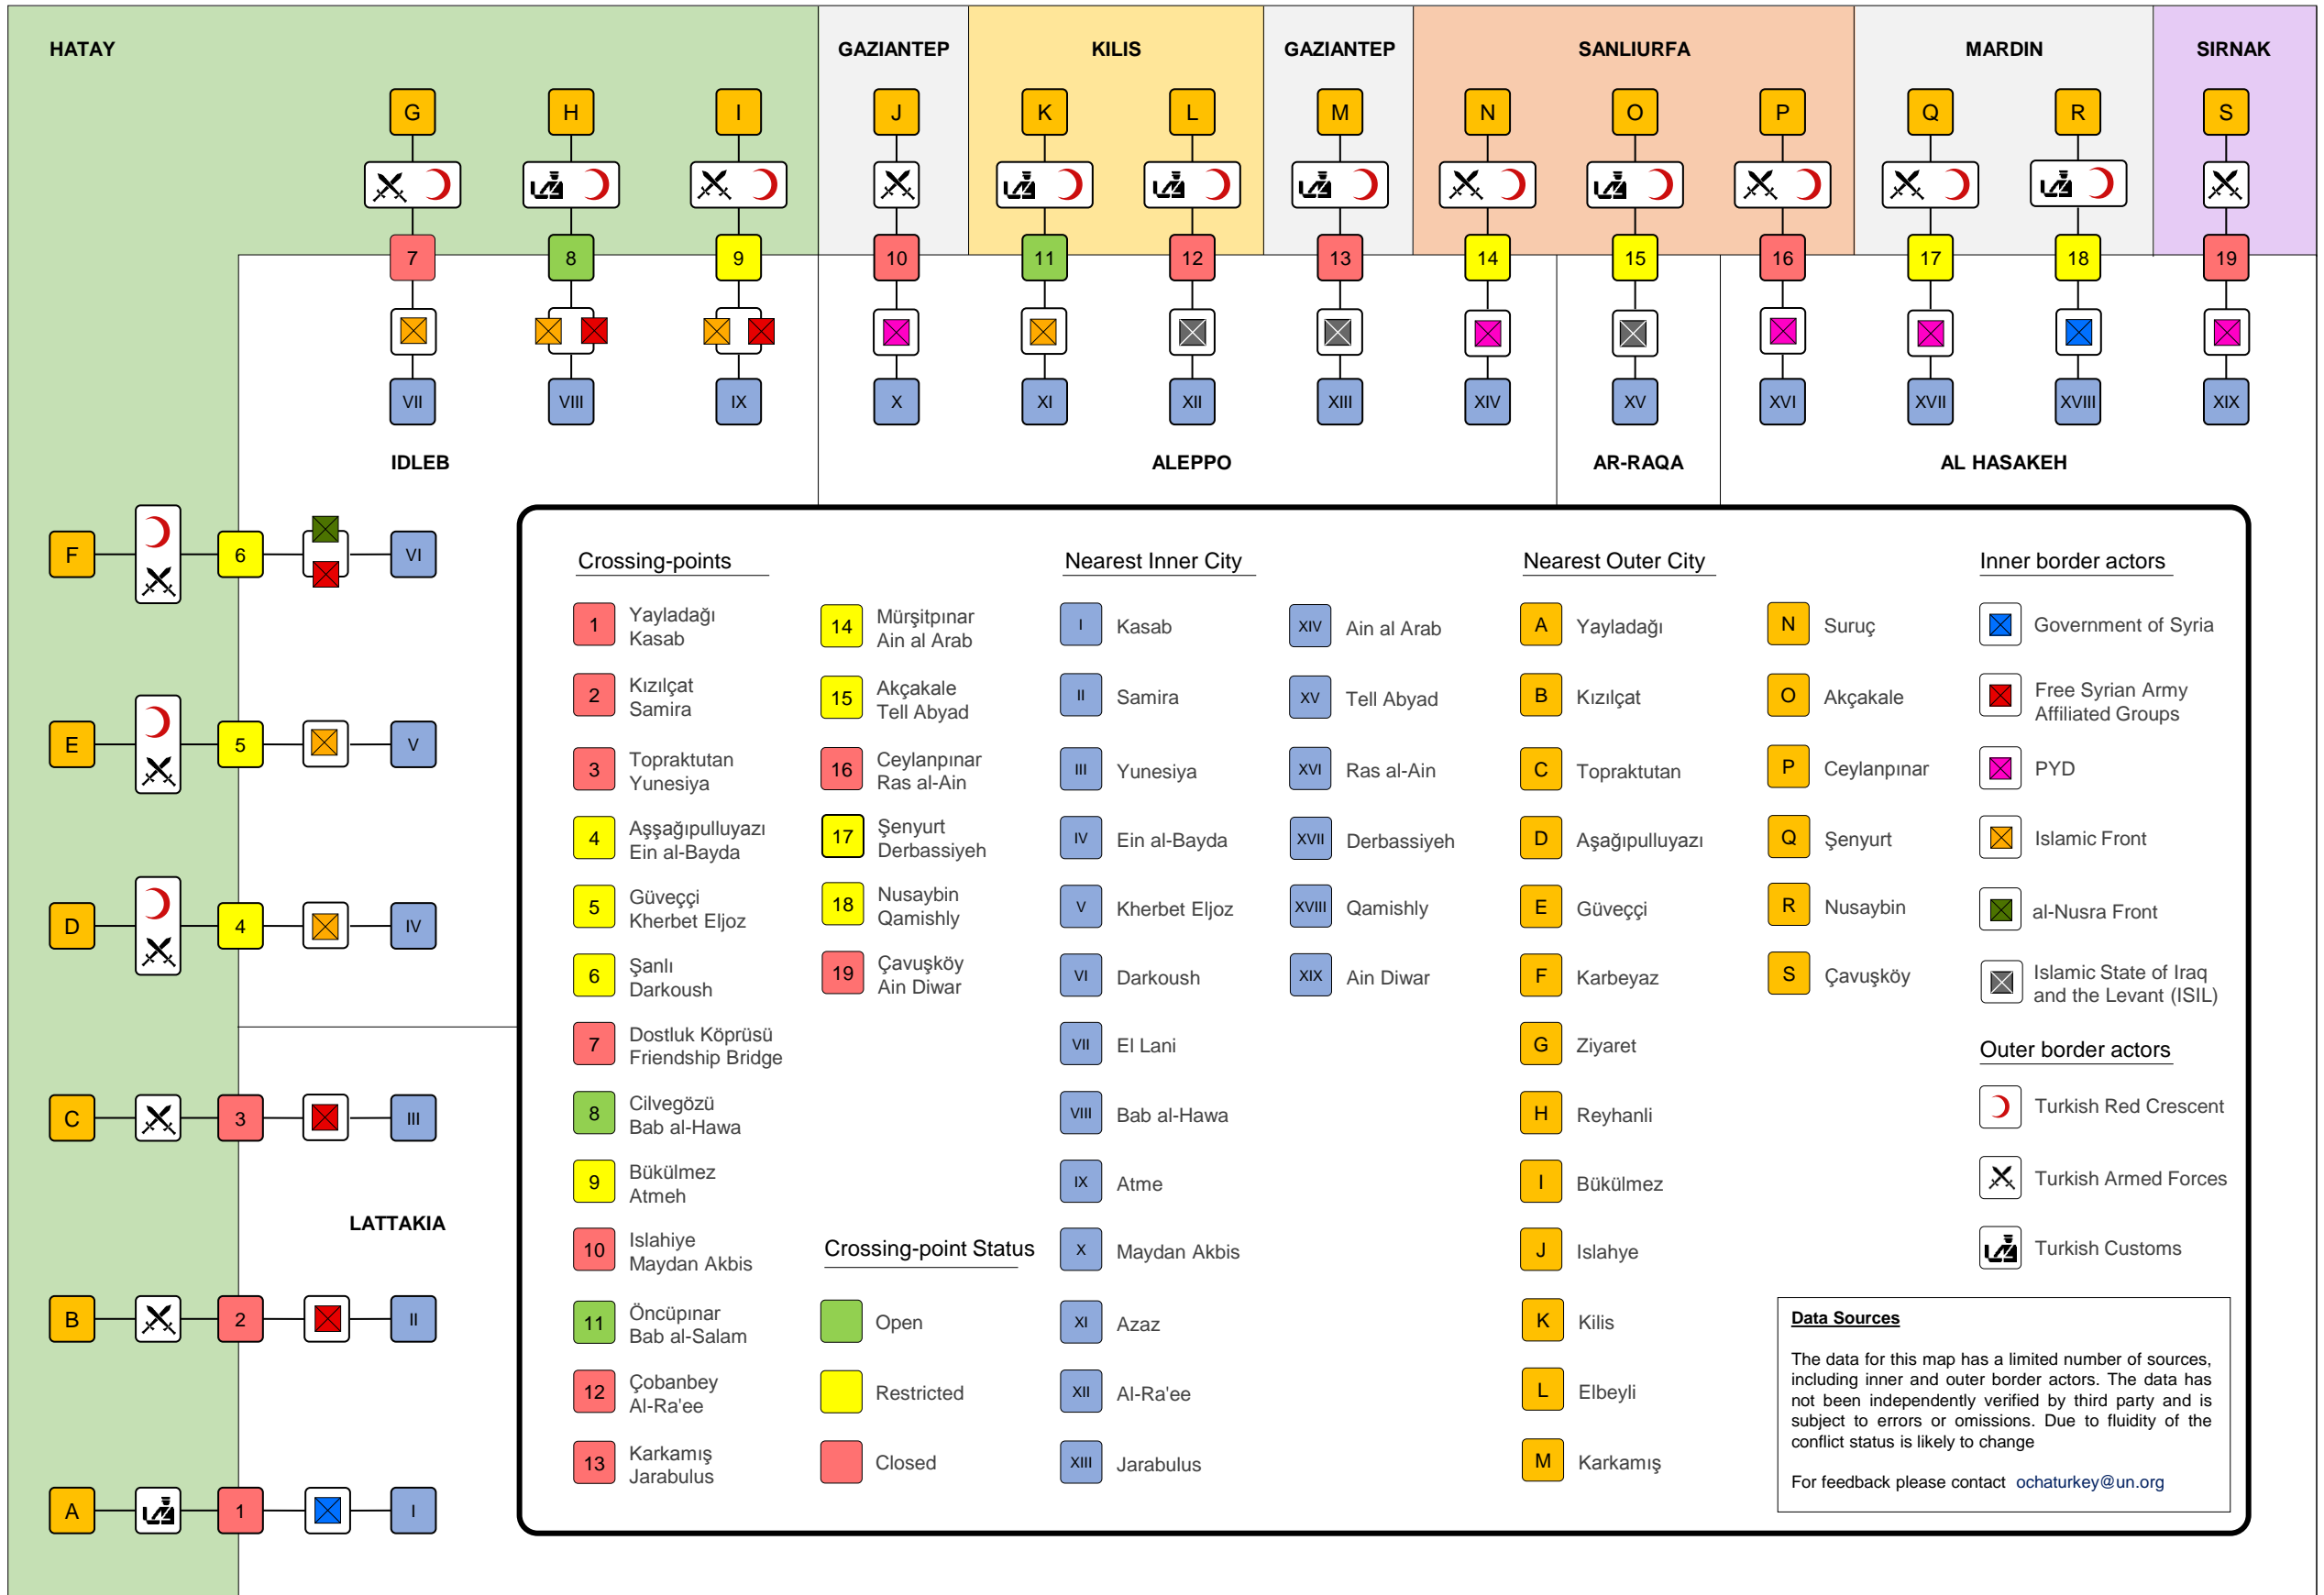 HATAY
GAZIANTEP
KILIS
GAZIANTEP
SANLIURFA
MARDIN
SIRNAK
G
H
I
J
K
L
M
N
O
P
Q
R
S
7
8
9
10
11
12
13
14
15
16
17
18
19
VII
VIII
IX
X
XI
XII
XIII
XIV
XV
XVI
XVII
XVIII
XIX
IDLEB
ALEPPO
AR-RAQA
AL HASAKEH
F
6
VI
E
5
V
D
4
IV
C
3
III
LATTAKIA
B
2
II
A
1
I
Crossing-points
1
Yayladağı
Kasab
2
Kızılçat
Samira
3
Topraktutan
Yunesiya
4
Aşşağıpulluyazı
Ein al-Bayda
5
Güveççi
Kherbet Eljoz
6
Şanlı
Darkoush
7
Dostluk Köprüsü
Friendship Bridge
8
Cilvegözü
Bab al-Hawa
9
Bükülmez
Atmeh
10
Islahiye
Maydan Akbis
11
Öncüpınar
Bab al-Salam
12
Çobanbey
Al-Ra'ee
13
Karkamış
Jarabulus
14
Mürşitpınar
Ain al Arab
15
Akçakale
Tell Abyad
16
Ceylanpınar
Ras al-Ain
17
Şenyurt
Derbassiyeh
18
Nusaybin
Qamishly
19
Çavuşköy
Ain Diwar
Crossing-point Status
Open
Restricted
Closed
Nearest Inner City
I Kasab
II Samira
III Yunesiya
IV Ein al-Bayda
V Kherbet Eljoz
VI Darkoush
VII El Lani
VIII Bab al-Hawa
IX Atme
X Maydan Akbis
XI Azaz
XII Al-Ra'ee
XIII Jarabulus
XIV Ain al Arab
XV Tell Abyad
XVI Ras al-Ain
XVII Derbassiyeh
XVIII Qamishly
XIX Ain Diwar
Nearest Outer City
A Yayladağı
B Kızılçat
C Topraktutan
D Aşağıpulluyazı
E Güveççi
F Karbeyaz
G Ziyaret
H Reyhanli
I Bükülmez
J Islahye
K Kilis
L Elbeyli
M Karkamış
N Suruç
O Akçakale
P Ceylanpınar
Q Şenyurt
R Nusaybin
S Çavuşköy
Inner border actors
Government of Syria
Free Syrian Army
Affiliated Groups
PYD
Islamic Front
al-Nusra Front
Islamic State of Iraq
and the Levant (ISIL)
Outer border actors
Turkish Red Crescent
Turkish Armed Forces
Turkish Customs
Data Sources
The data for this map has a limited number of sources,
including inner and outer border actors. The data has
not been independently verified by third party and is
subject to errors or omissions. Due to fluidity of the
conflict status is likely to change
For feedback please contact ochaturkey@un.org